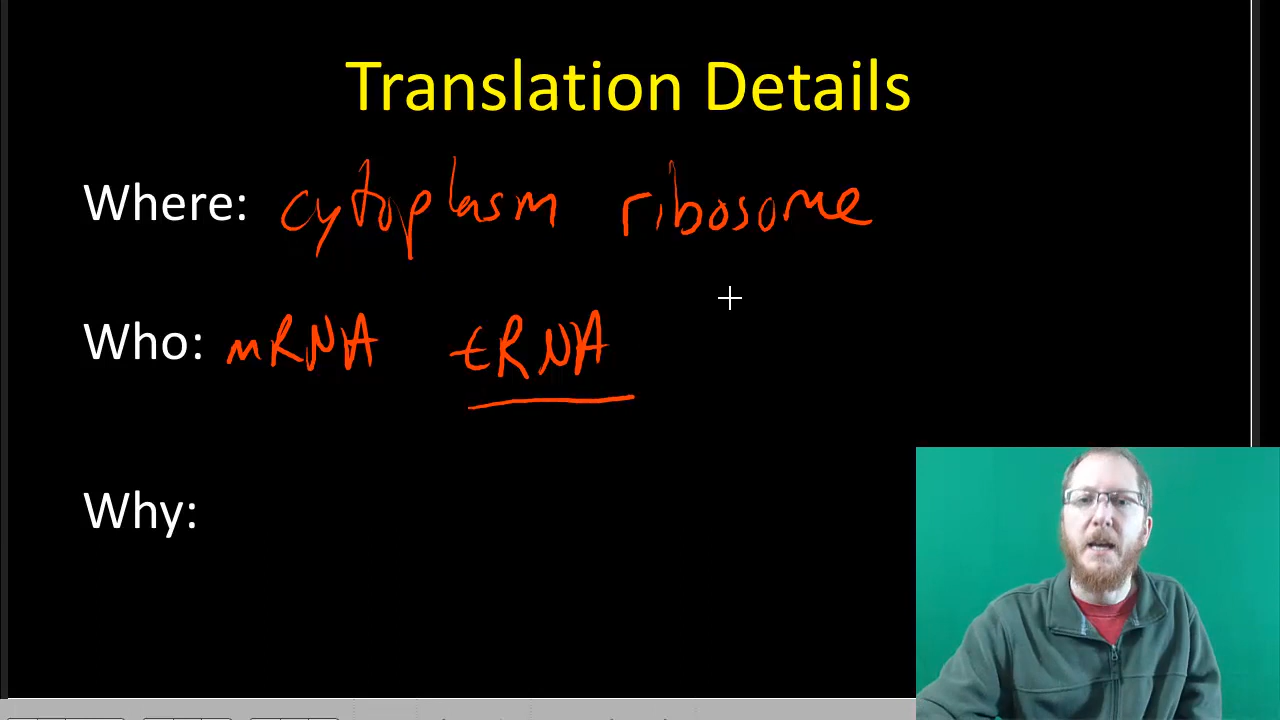 Translation Details
Where: cytoplasm ribosome
Who: mRNA tRNA
Why: